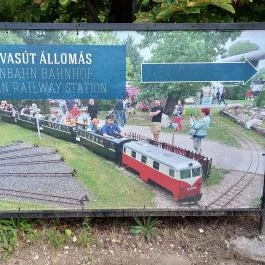 VASÚT ÁLLOMÁS
NBAHN BAHNHOF
N RAILWAY STATION